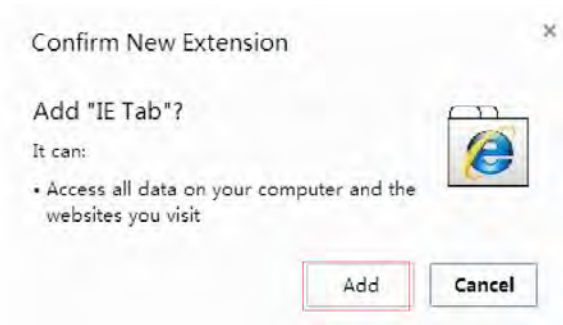 Confirm New Extension
Add "IE Tab"?
It can:
• Access all data on your computer and the
websites you visit
Add
Cancel